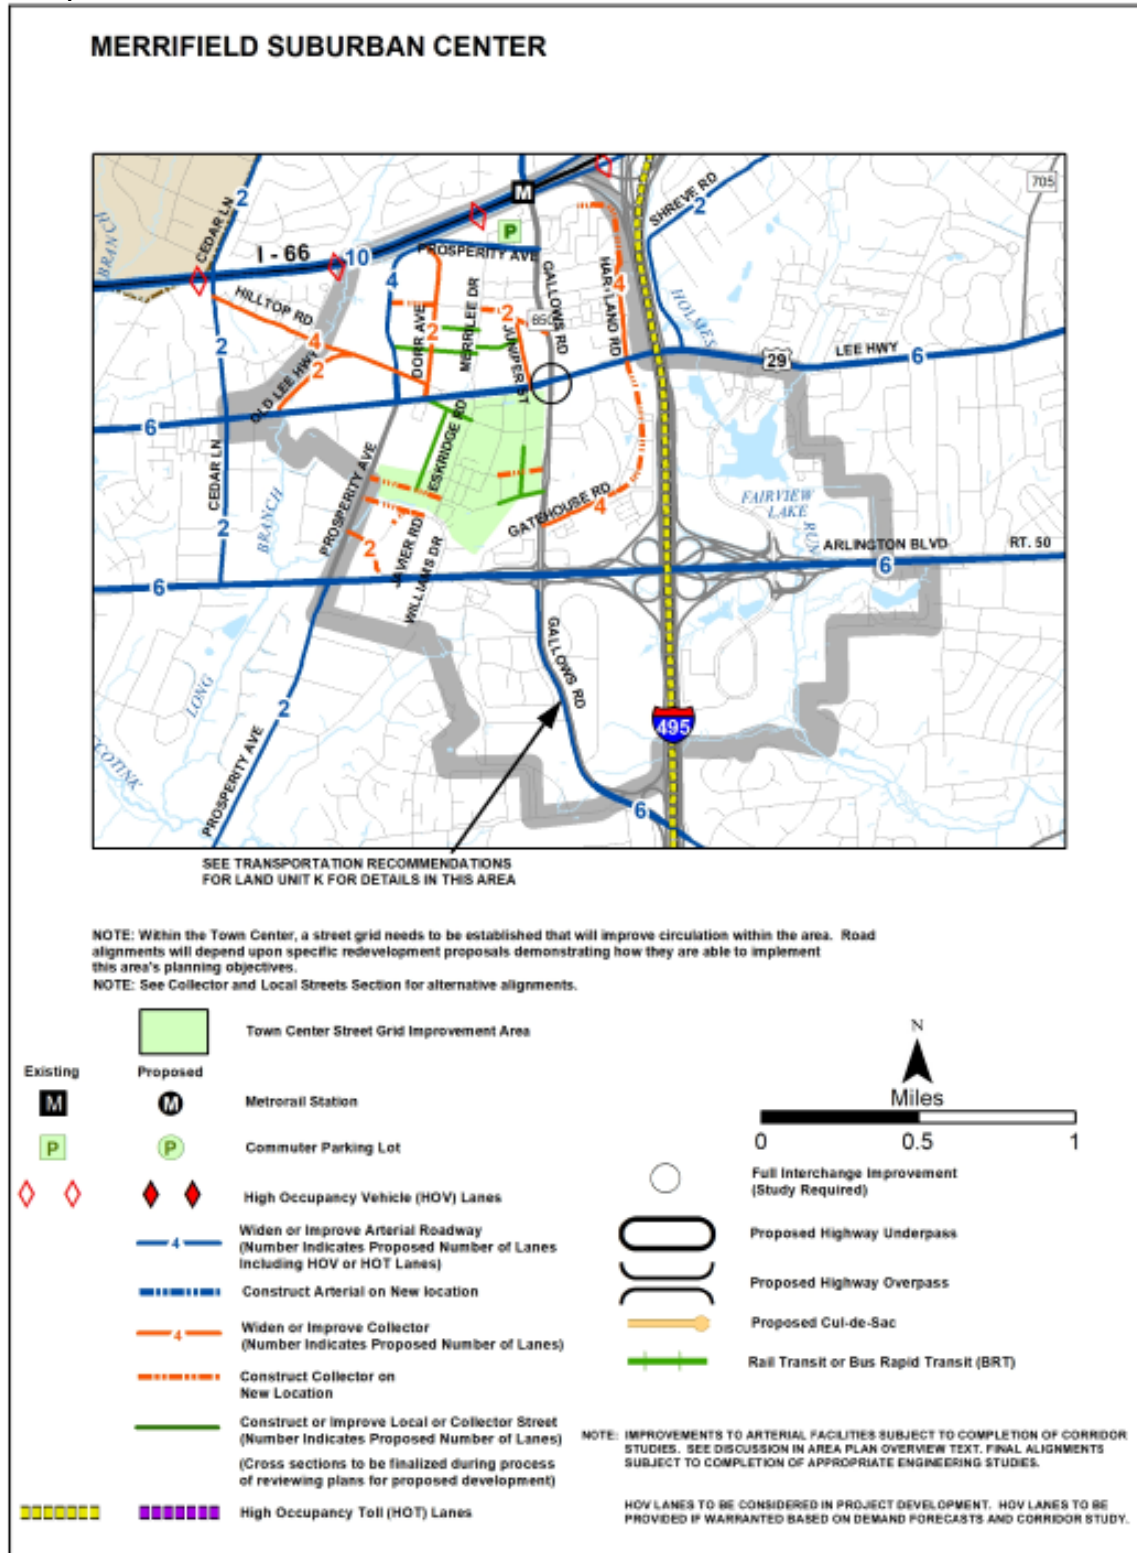 MERRIFIELD SUBURBAN CENTER
705
CEDAR LN
2
BRANCH
I - 66
10
M
P
PROSPERITY AVE
SHREVE RD
2
HILLTOP RD
4
4
DORR AVE
2
MERRILEE DR
2
JUNIPER ST
650
GALLOWS RD
HARTLAND RD
4
HOLMES
2
OLD LEE HWY
2
29
LEE HWY
6
6
CEDAR LN
2
BRANCH
PROSPERITY AVE
ESKRIDGE RD
GATEHOUSE RD
4
FAIRVIEW
LAKE
RUN
ARLINGTON BLVD
RT. 50
6
6
2
JAVIER RD
WILLIAMS DR
LONG
GALLOWS RD
495
2
PROSPERITY AVE
6
SEE TRANSPORTATION RECOMMENDATIONS
FOR LAND UNIT K FOR DETAILS IN THIS AREA
NOTE: Within the Town Center, a street grid needs to be established that will improve circulation within the area. Road
alignments will depend upon specific redevelopment proposals demonstrating how they are able to implement
this area's planning objectives.
NOTE: See Collector and Local Streets Section for alternative alignments.
Town Center Street Grid Improvement Area
Existing
Proposed
M
M
Metrorail Station
P
P
Commuter Parking Lot
High Occupancy Vehicle (HOV) Lanes
4
Widen or Improve Arterial Roadway
(Number Indicates Proposed Number of Lanes
Including HOV or HOT Lanes)
Construct Arterial on New location
4
Widen or Improve Collector
(Number Indicates Proposed Number of Lanes)
Construct Collector on
New Location
Construct or Improve Local or Collector Street
(Number Indicates Proposed Number of Lanes)
(Cross sections to be finalized during process
of reviewing plans for proposed development)
High Occupancy Toll (HOT) Lanes
N
Miles
0 0.5 1
Full Interchange Improvement
(Study Required)
Proposed Highway Underpass
Proposed Highway Overpass
Proposed Cul-de-Sac
Rail Transit or Bus Rapid Transit (BRT)
NOTE: IMPROVEMENTS TO ARTERIAL FACILITIES SUBJECT TO COMPLETION OF CORRIDOR
STUDIES. SEE DISCUSSION IN AREA PLAN OVERVIEW TEXT. FINAL ALIGNMENTS
SUBJECT TO COMPLETION OF APPROPRIATE ENGINEERING STUDIES.
HOV LANES TO BE CONSIDERED IN PROJECT DEVELOPMENT. HOV LANES TO BE
PROVIDED IF WARRANTED BASED ON DEMAND FORECASTS AND CORRIDOR STUDY.